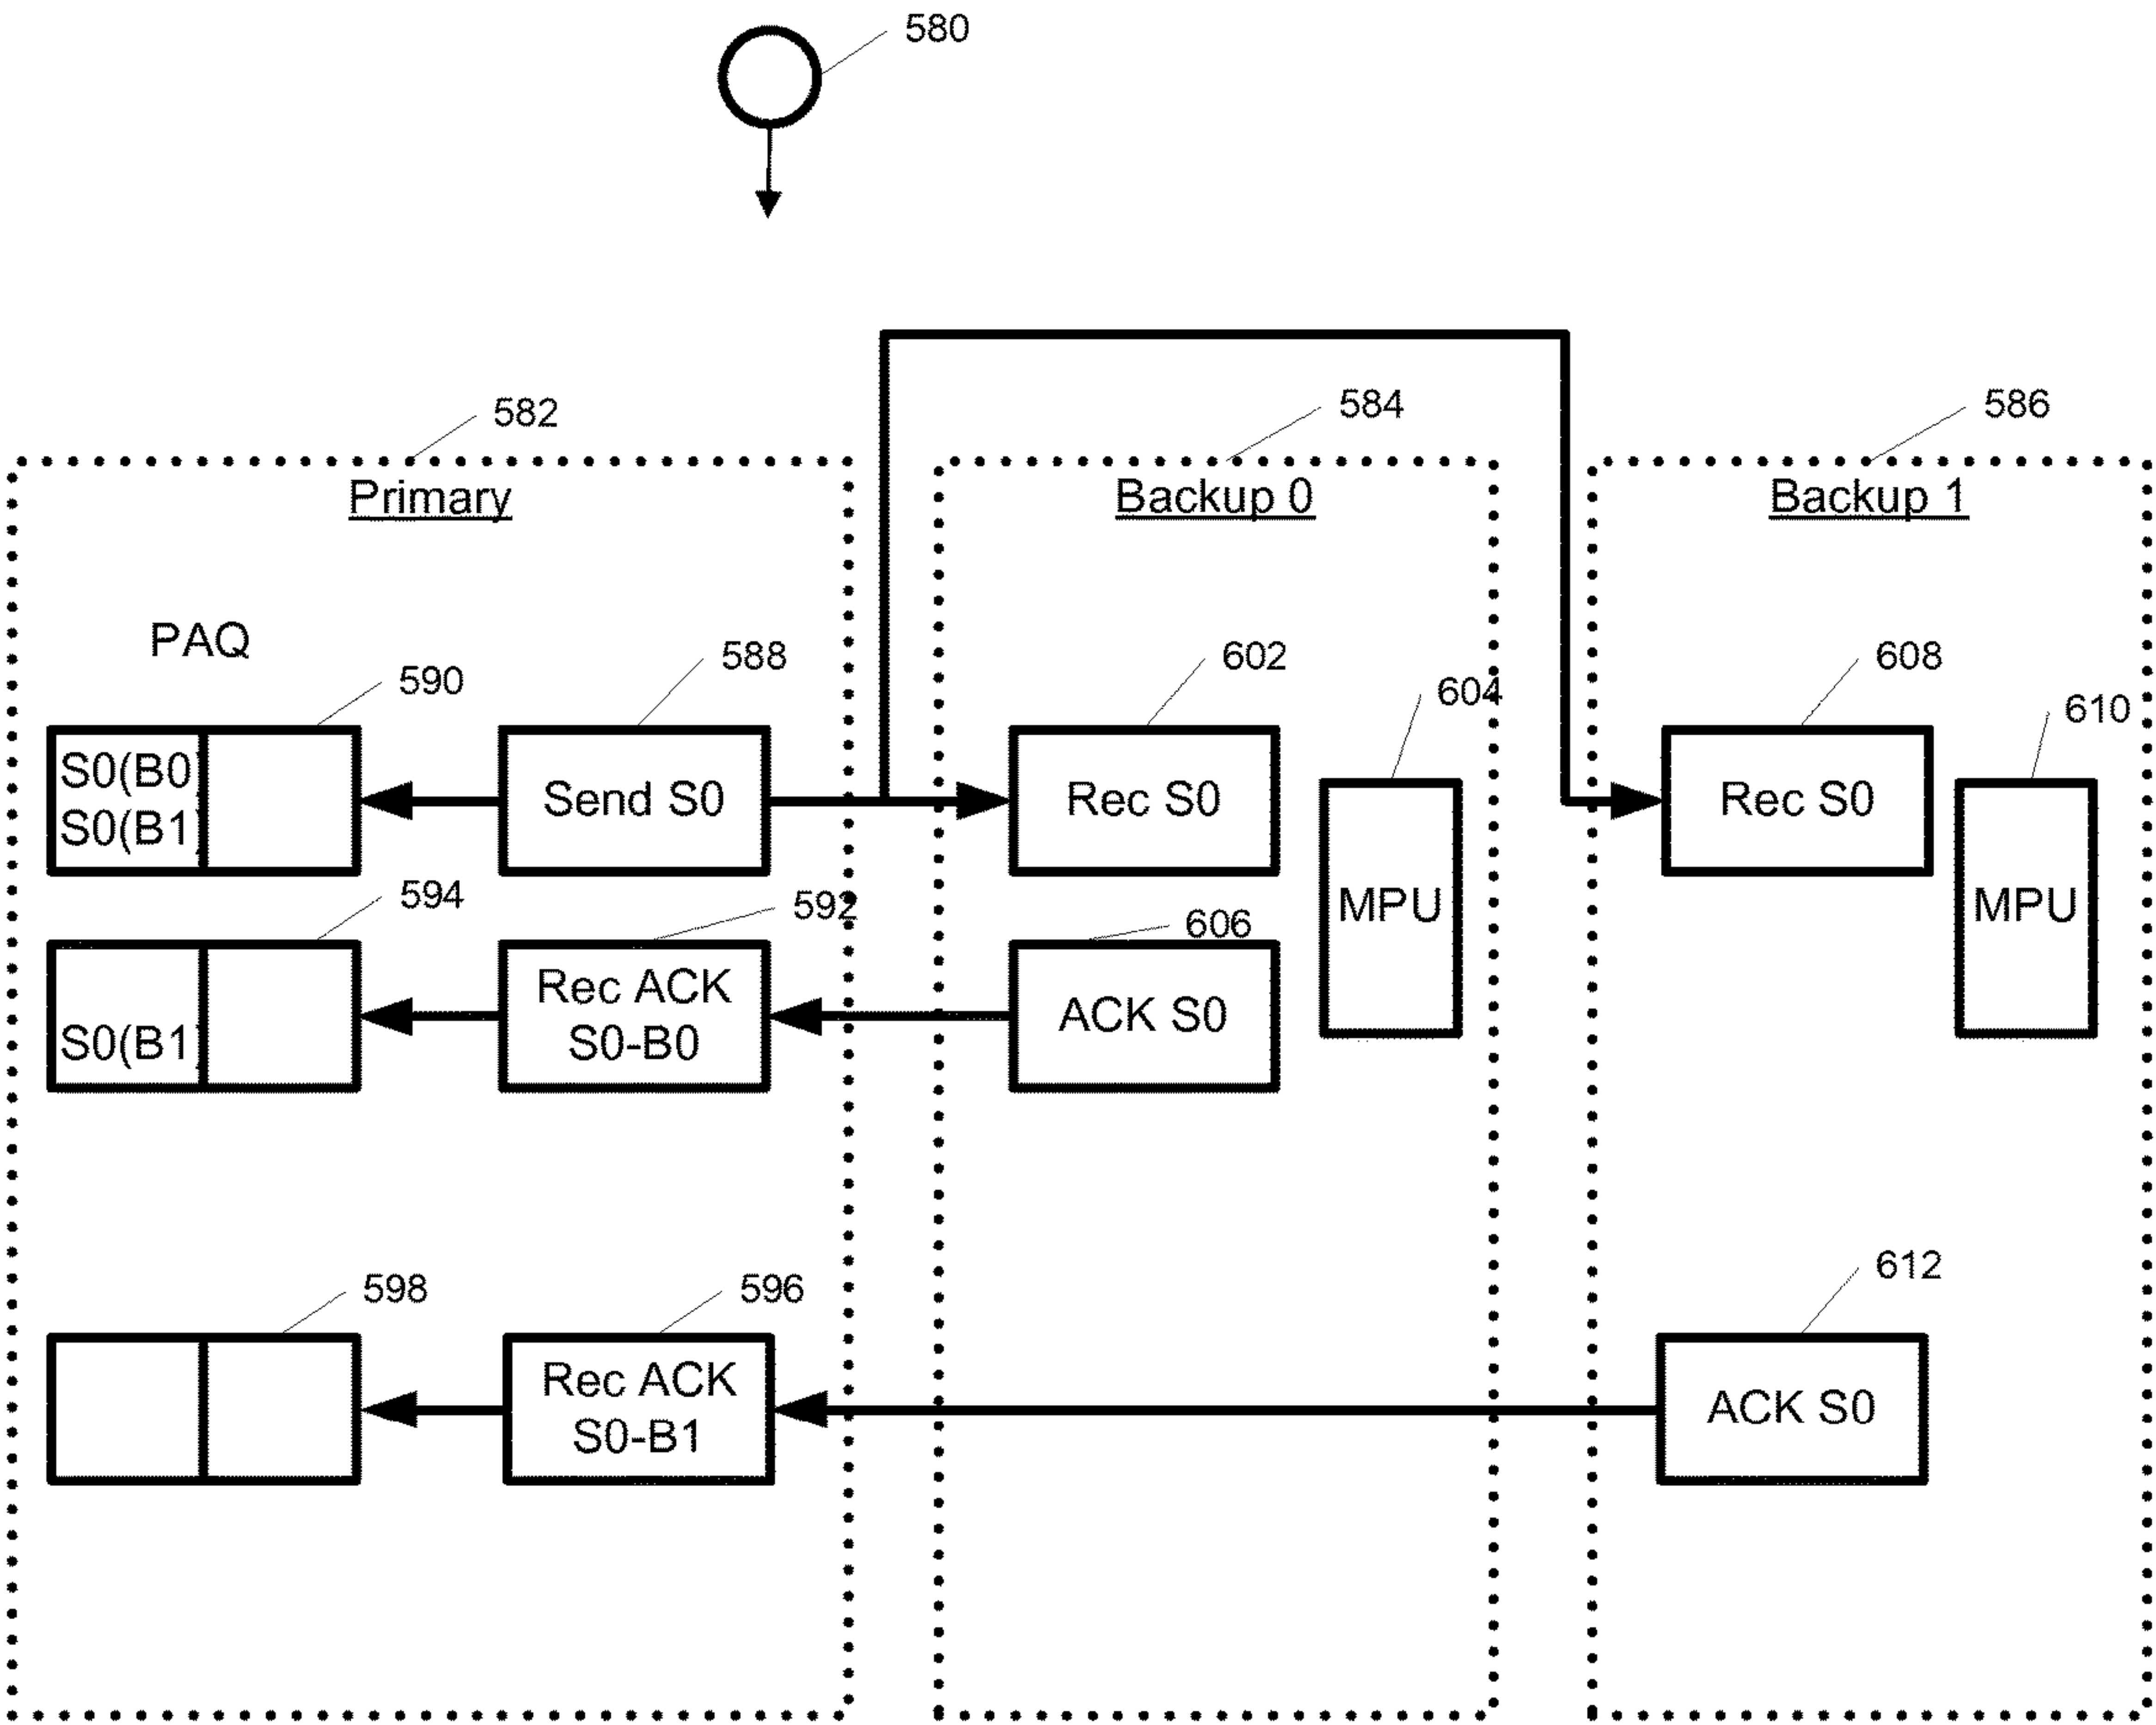 580
582
584
586
Primary
Backup 0
Backup 1
PAQ
590
588
602
604
608
610
S0(B0)
S0(B1)
Send S0
Rec S0
MPU
Rec S0
MPU
594
592
606
S0(B1)
Rec ACK
S0-B0
ACK S0
598
596
612
Rec ACK
S0-B1
ACK S0